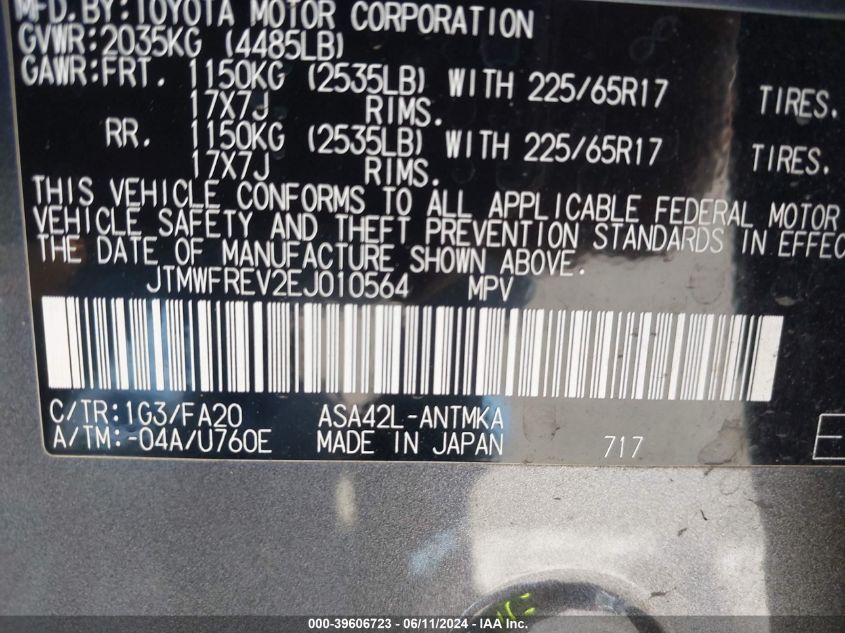 MFD.BY:TOYOTA MOTOR CORPORATION
GVWR:2035KG (4485LB)
GAWR:FRT. 1150KG (2535LB) WITH 225/65R17 TIRES.
17X7J RIMS.
RR. 1150KG (2535LB) WITH 225/65R17 TIRES.
17X7J RIMS.
THIS VEHICLE CONFORMS TO ALL APPLICABLE FEDERAL MOTOR
VEHICLE SAFETY AND THEFT PREVENTION STANDARDS IN EFFEC
THE DATE OF MANUFACTURE SHOWN ABOVE.
JTMWFREV2EJ010564 MPV
C/TR:1G3/FA20 ASA42L-ANTMKA
A/TM:-04A/U760E MADE IN JAPAN 717
000-39606723 - 06/11/2024 - IAA Inc.